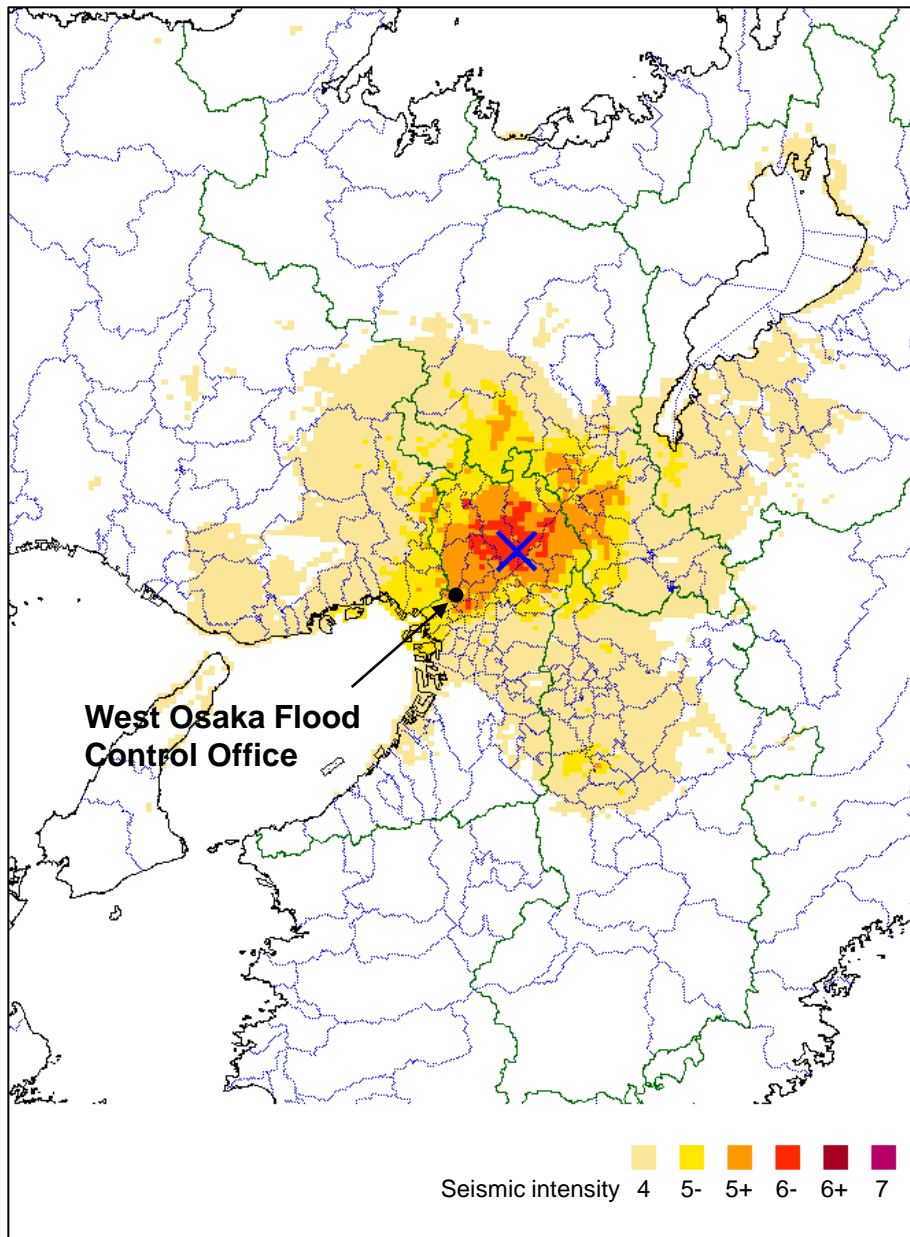 West Osaka Flood
Control Office
Seismic intensity 4 5- 5+ 6- 6+ 7